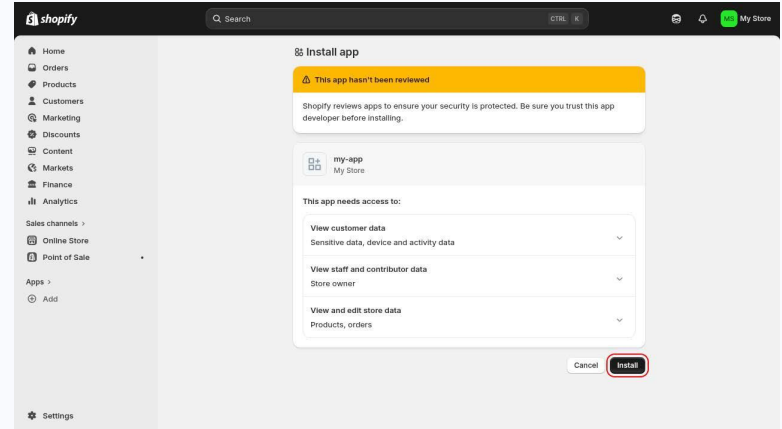 shopify
Search
CTRL K
MS My Store
Home
Orders
Products
Customers
Marketing
Discounts
Content
Markets
Finance
Analytics
Sales channels
Online Store
Point of Sale
Apps
Add
Settings
Install app
This app hasn't been reviewed
Shopify reviews apps to ensure your security is protected. Be sure you trust this app
developer before installing.
my-app
My Store
This app needs access to:
View customer data
Sensitive data, device and activity data
View staff and contributor data
Store owner
View and edit store data
Products, orders
Cancel Install